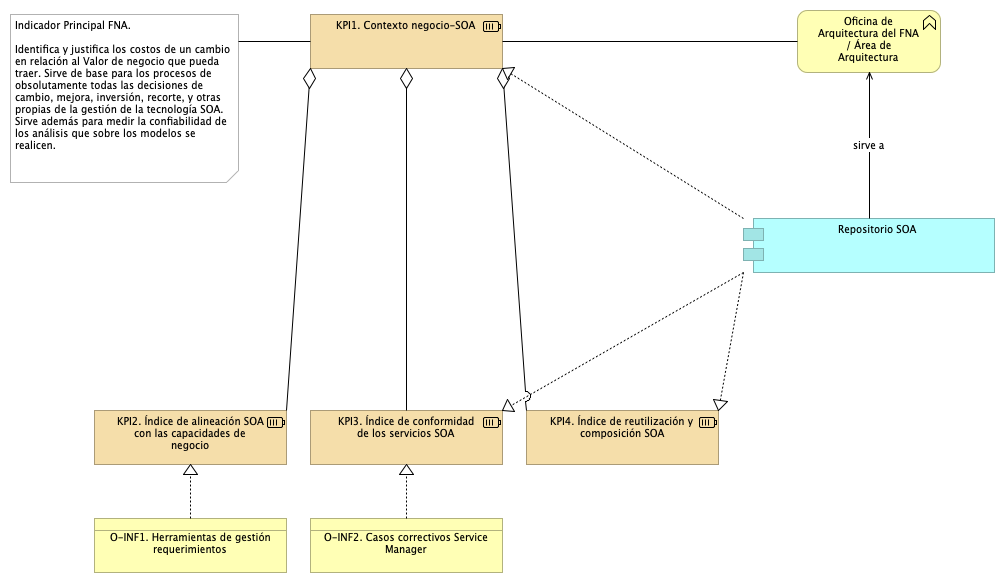 Indicador Principal FNA.
Identifica y justifica los costos de un cambio
en relación al Valor de negocio que pueda
traer. Sirve de base para los procesos de
obsolutamente todas las decisiones de
cambio, mejora, inversión, recorte, y otras
propias de la gestión de la tecnología SOA.
Sirve además para medir la confiabilidad de
los análisis que sobre los modelos se
realicen.
KPI1. Contexto negocio-SOA
Oficina de
Arquitectura del FNA
/ Área de
Arquitectura
sirve a
Repositorio SOA
KPI2. Índice de alineación SOA
con las capacidades de
negocio
KPI3. Índice de conformidad
de los servicios SOA
KPI4. Índice de reutilización y
composición SOA
O-INF1. Herramientas de gestión
requerimientos
O-INF2. Casos correctivos Service
Manager